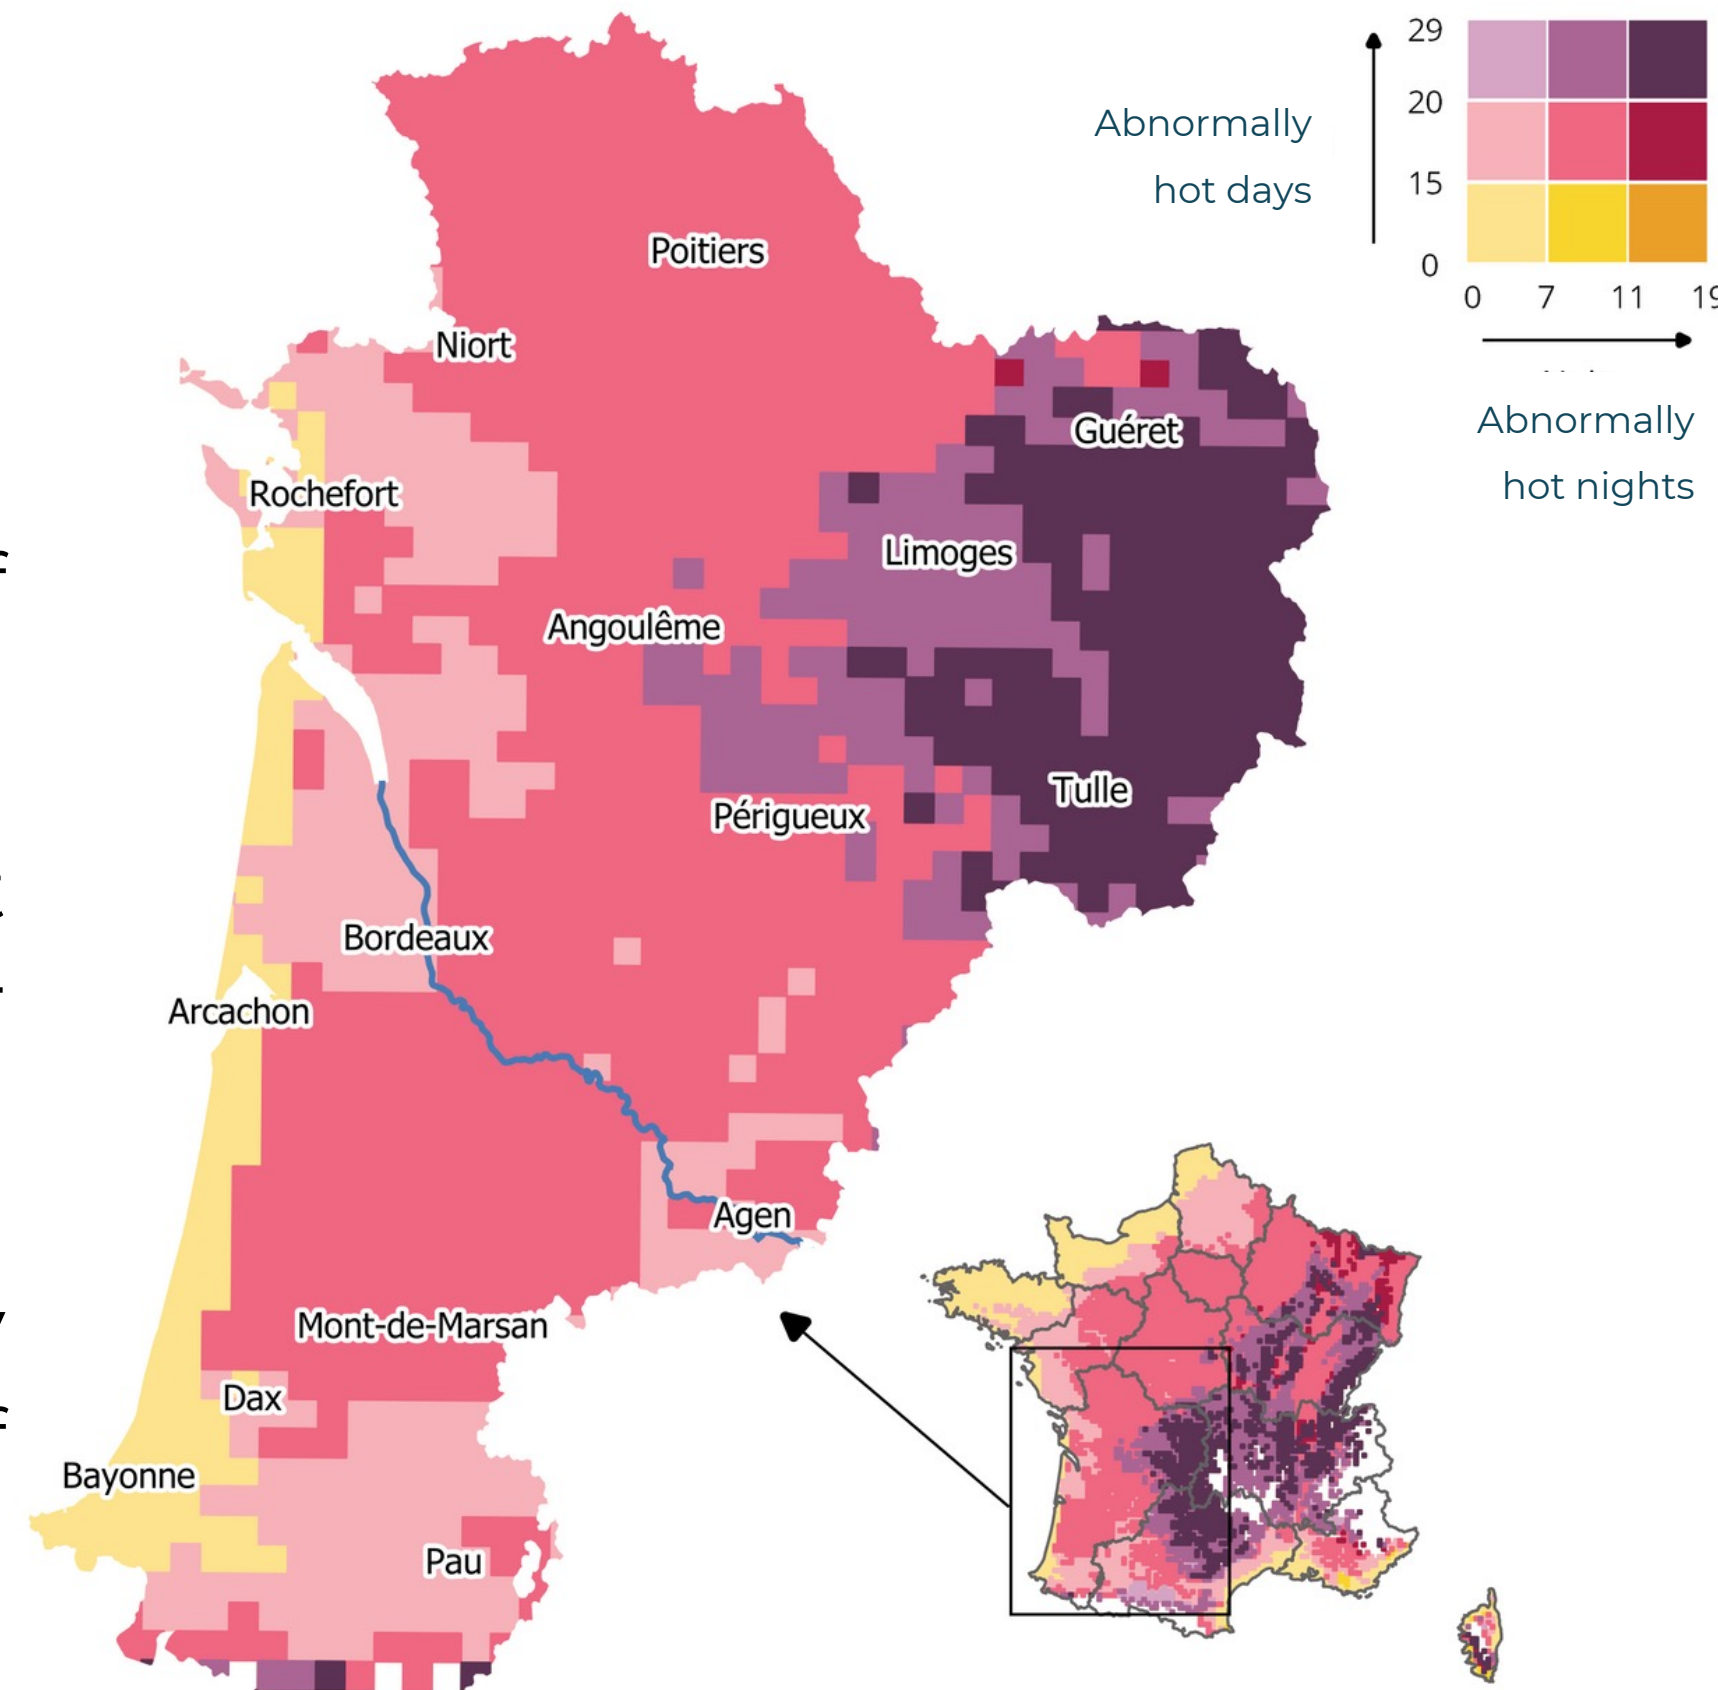 29
20
15
0
0 7 11 19
Abnormally
hot days
Abnormally
hot nights
Poitiers
Niort
Guéret
Rochefort
Limoges
Angoulême
Tulle
Périgueux
Bordeaux
Arcachon
Agen
Mont-de-Marsan
Dax
Bayonne
Pau